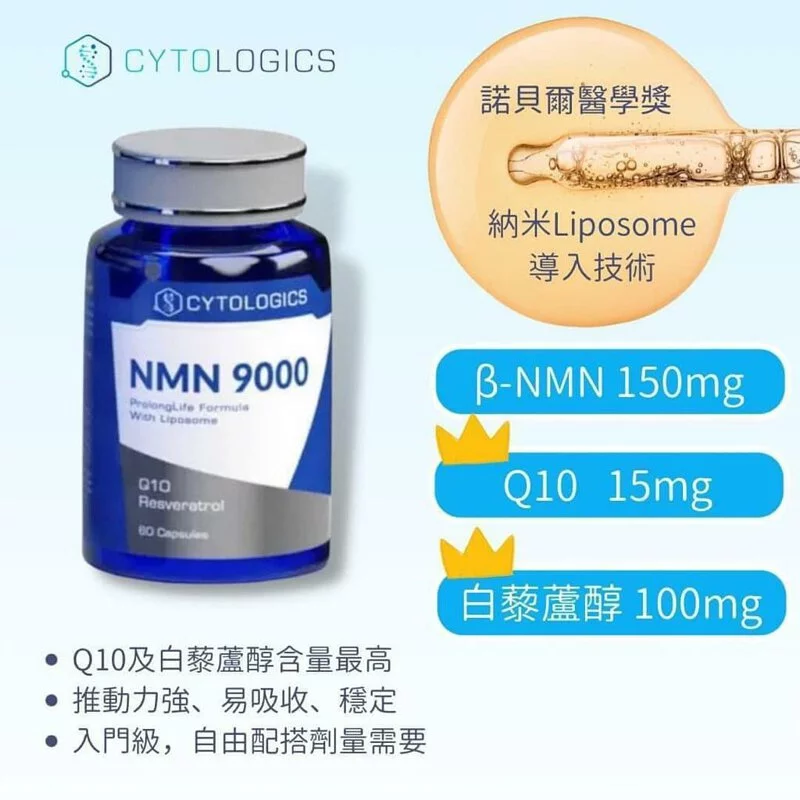 CYTOLOGICS
諾貝爾醫學獎
納米Liposome
導入技術
CYTOLOGICS
NMN 9000
ProlongLife Formula
With Liposome
Q10
Resveratrol
60 Capsules
β-NMN 150mg
Q10 15mg
白藜蘆醇 100mg
• Q10及白藜蘆醇含量最高
• 推動力強、易吸收、穩定
• 入門級，自由配搭劑量需要